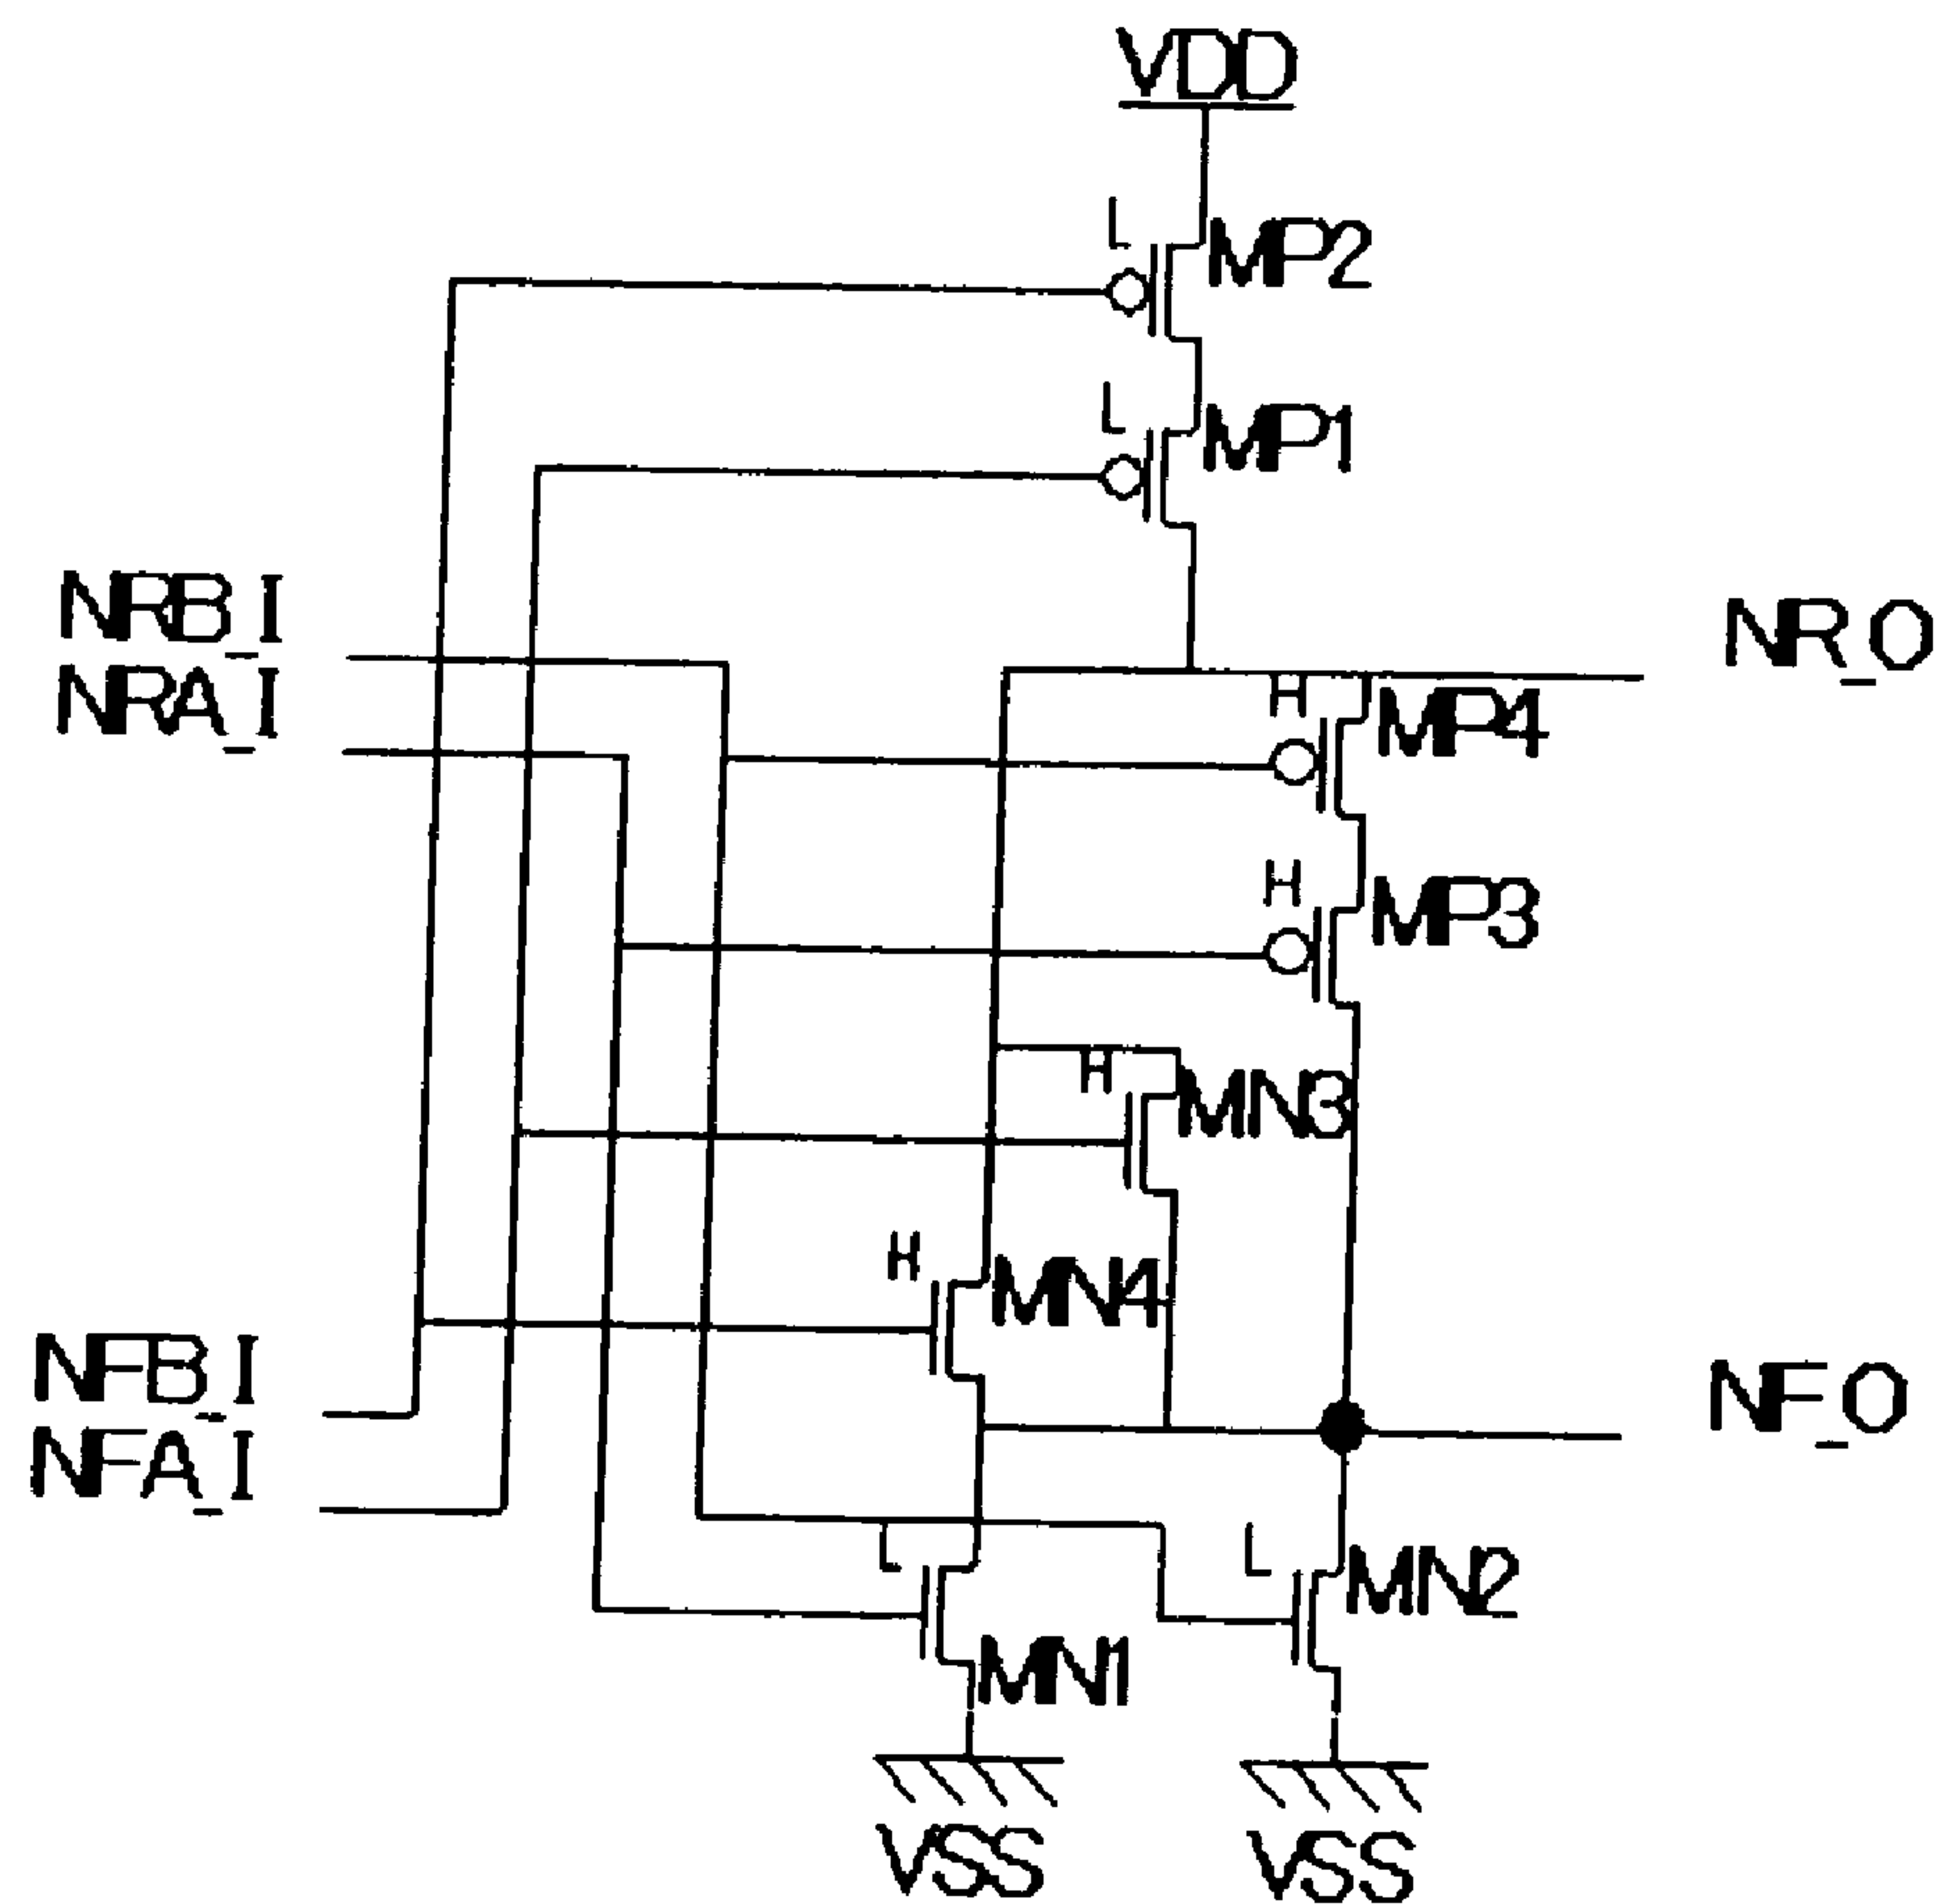 VDD
L
MP2
L
MP1
NRB_I
NR_O
NRA_I
H
MP4
H
MP3
H
MN3
H
MN4
NFB_I
NF_O
NFA_I
L
L
MN2
MN1
VSS
VSS